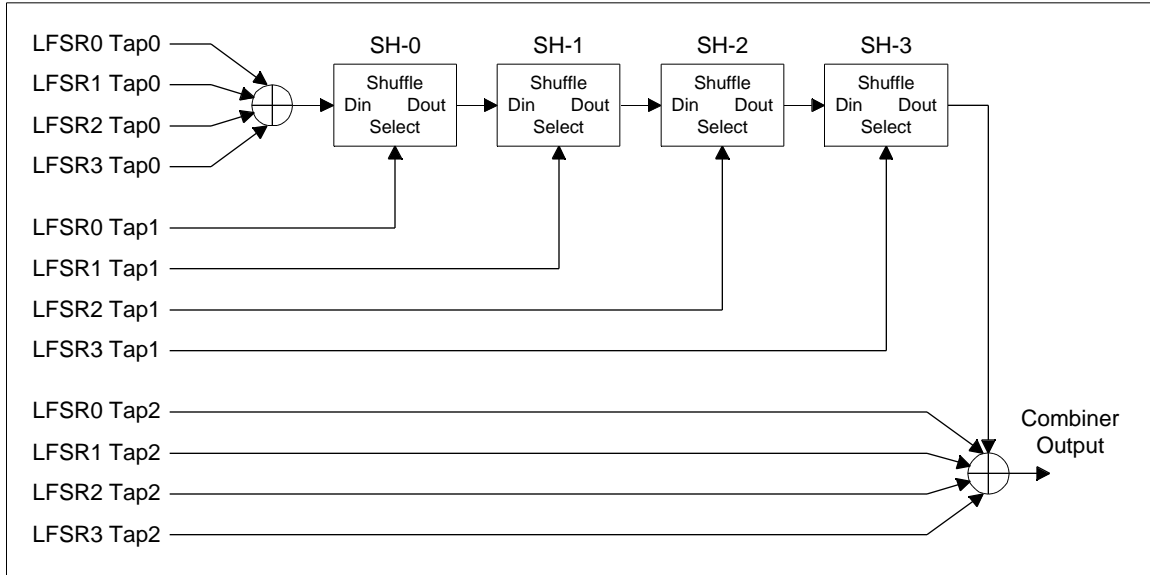 LFSR0 Tap0
LFSR1 Tap0
LFSR2 Tap0
LFSR3 Tap0
SH-0
SH-1
SH-2
SH-3
Shuffle
Din Dout
Select
Shuffle
Din Dout
Select
Shuffle
Din Dout
Select
Shuffle
Din Dout
Select
LFSR0 Tap1
LFSR1 Tap1
LFSR2 Tap1
LFSR3 Tap1
LFSR0 Tap2
LFSR1 Tap2
LFSR2 Tap2
LFSR3 Tap2
Combiner
Output